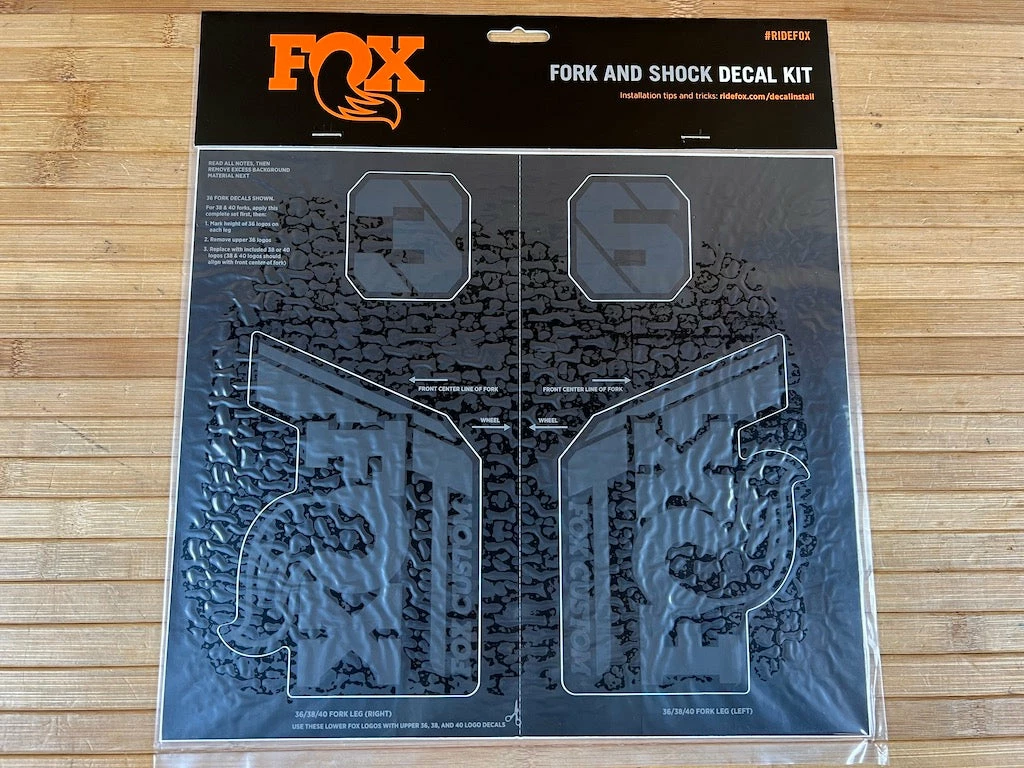 FOX
#RIDEFOX
FORK AND SHOCK DECAL KIT
Installation tips and tricks: ridefox.com/decalinstall
READ ALL NOTES, THEN
REMOVE EXCESS BACKGROUND
MATERIAL NEXT
36 FORK DECALS SHOWN.
For 38 & 40 forks, apply this
complete set first, then:
1. Mark height of 36 logos on
each leg
2. Remove upper 36 logos
3. Replace with included 38 or 40
logos (38 & 40 logos should
align with front center of fork)
3
6
FRONT CENTER LINE OF FORK
FRONT CENTER LINE OF FORK
WHEEL
WHEEL
FOX
FOX CUSTOM
FOX CUSTOM
FOX
36/38/40 FORK LEG (RIGHT)
36/38/40 FORK LEG (LEFT)
USE THESE LOWER FOX LOGOS WITH UPPER 36, 38, AND 40 LOGO DECALS